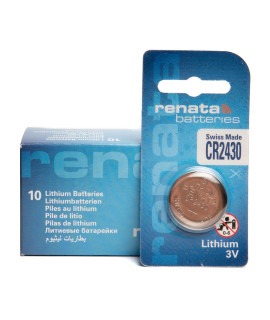 renata
batteries
Swiss Made
CR2430
Lithium
3V
rena
10 Lithium Batteries
Lithiumbatterien
Piles au lithium
Pile de litio
Pilas de lithium
Литиевые батарейки
بطاريات ليثيوم